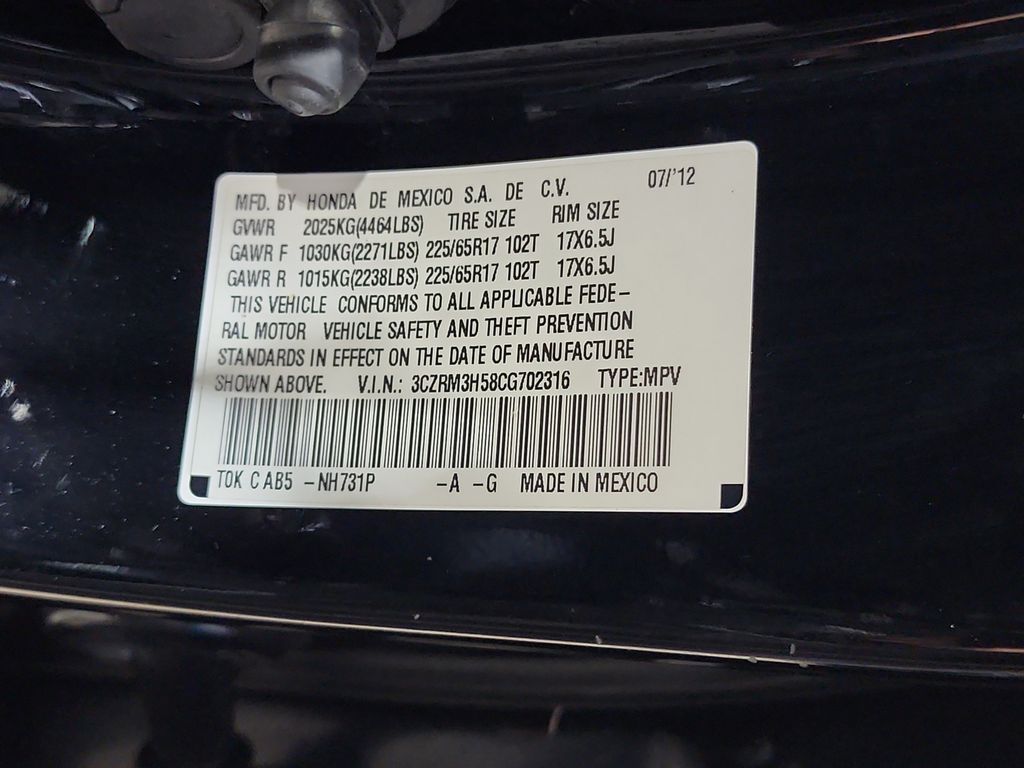 MFD. BY HONDA DE MEXICO S.A. DE C.V. 07/'12
GVWR 2025KG(4464LBS) TIRE SIZE RIM SIZE
GAWR F 1030KG(2271LBS) 225/65R17 102T 17X6.5J
GAWR R 1015KG(2238LBS) 225/65R17 102T 17X6.5J
THIS VEHICLE CONFORMS TO ALL APPLICABLE FEDE-
RAL MOTOR VEHICLE SAFETY AND THEFT PREVENTION
STANDARDS IN EFFECT ON THE DATE OF MANUFACTURE
SHOWN ABOVE. V.I.N.: 3CZRM3H58CG702316 TYPE:MPV
T0K C AB5 -NH731P -A -G MADE IN MEXICO